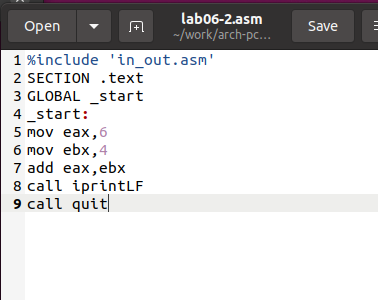 Open
lab06-2.asm
~/work/arch-pc...
Save
1 %include 'in_out.asm'
2 SECTION .text
3 GLOBAL _start
4 _start:
5 mov eax,6
6 mov ebx,4
7 add eax,ebx
8 call iprintLF
9 call quit